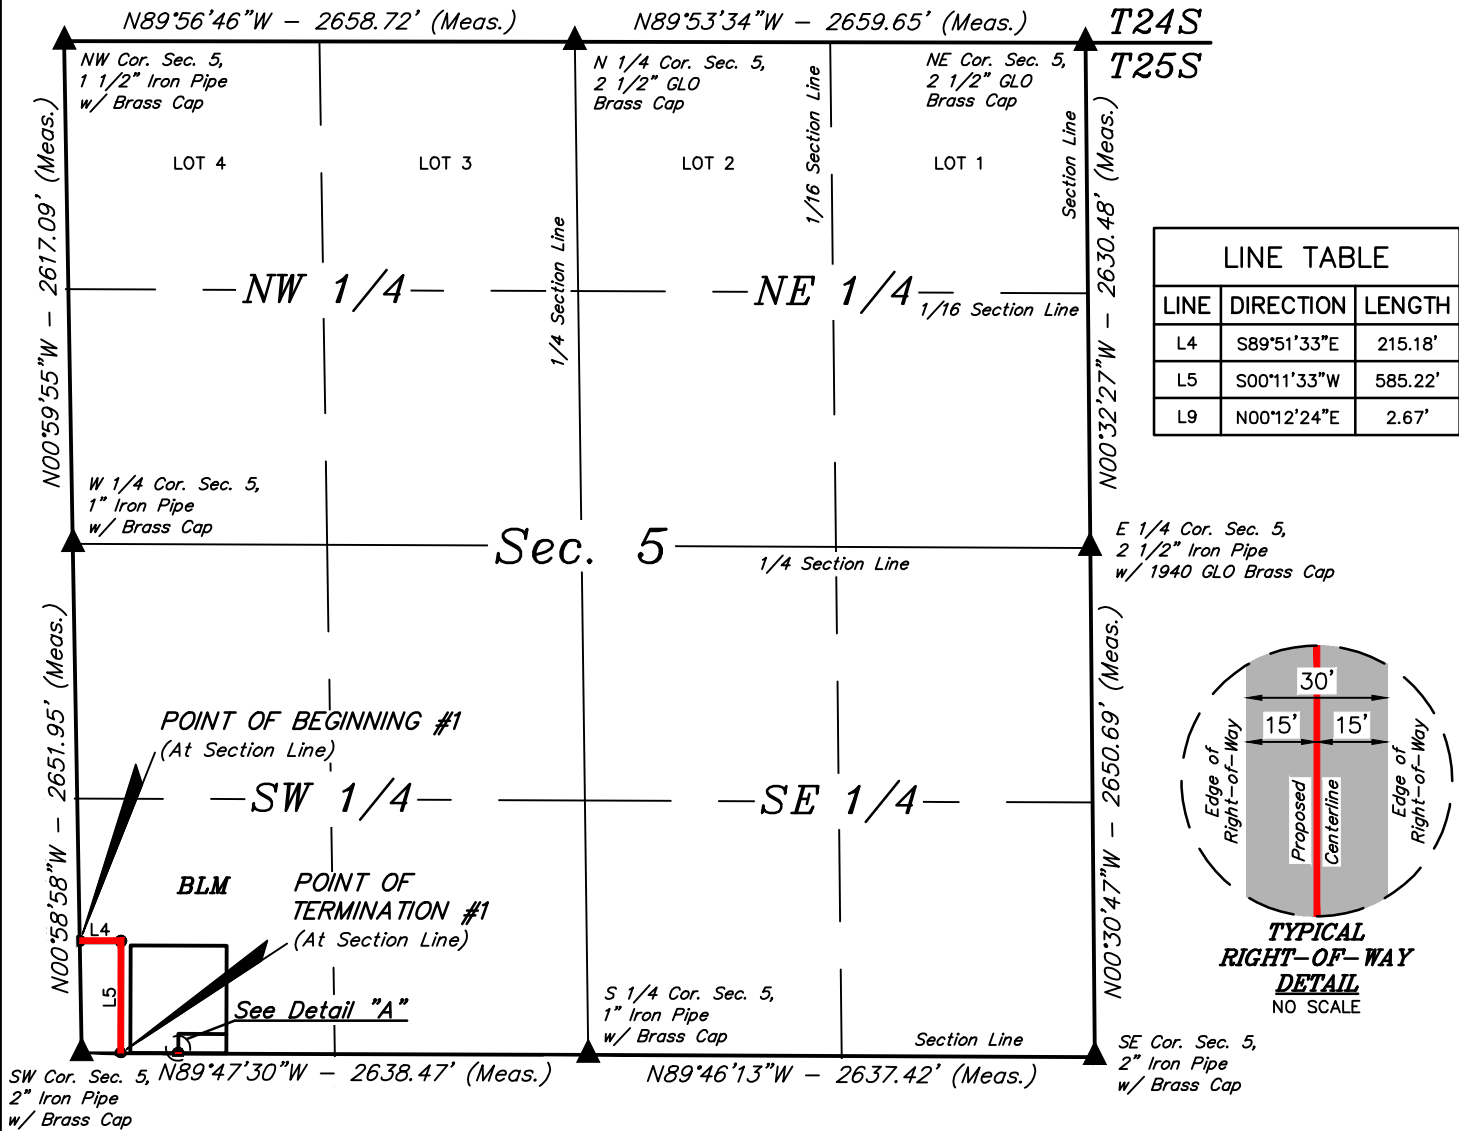 N89°56'46"W - 2658.72' (Meas.)
N89°53'34"W - 2659.65' (Meas.)
T24S
T25S
NW Cor. Sec. 5,
1 1/2" Iron Pipe
w/ Brass Cap
N 1/4 Cor. Sec. 5,
2 1/2" GLO
Brass Cap
NE Cor. Sec. 5,
2 1/2" GLO
Brass Cap
LOT 4
LOT 3
LOT 2
LOT 1
1/16 Section Line
Section Line
N00°59'55"W - 2617.09' (Meas.)
1/4 Section Line
N00°32'27"W - 2630.48' (Meas.)
NW 1/4
NE 1/4
1/16 Section Line
LINE TABLE
LINE DIRECTION LENGTH
L4 S89°51'33"E 215.18'
L5 S00°11'33"W 585.22'
L9 N00°12'24"E 2.67'
W 1/4 Cor. Sec. 5,
1" Iron Pipe
w/ Brass Cap
Sec. 5
1/4 Section Line
E 1/4 Cor. Sec. 5,
2 1/2" Iron Pipe
w/ 1940 GLO Brass Cap
N00°58'58"W - 2651.95' (Meas.)
POINT OF BEGINNING #1
(At Section Line)
SW 1/4
SE 1/4
N00°30'47"W - 2650.69' (Meas.)
BLM
POINT OF
TERMINATION #1
(At Section Line)
L4
L5
See Detail "A"
30'
15'
15'
Edge of
Right-of-Way
Proposed
Centerline
Edge of
Right-of-Way
TYPICAL
RIGHT-OF-WAY
DETAIL
NO SCALE
S 1/4 Cor. Sec. 5,
1" Iron Pipe
w/ Brass Cap
Section Line
SE Cor. Sec. 5,
2" Iron Pipe
w/ Brass Cap
SW Cor. Sec. 5,
2" Iron Pipe
w/ Brass Cap
N89°47'30"W - 2638.47' (Meas.)
N89°46'13"W - 2637.42' (Meas.)